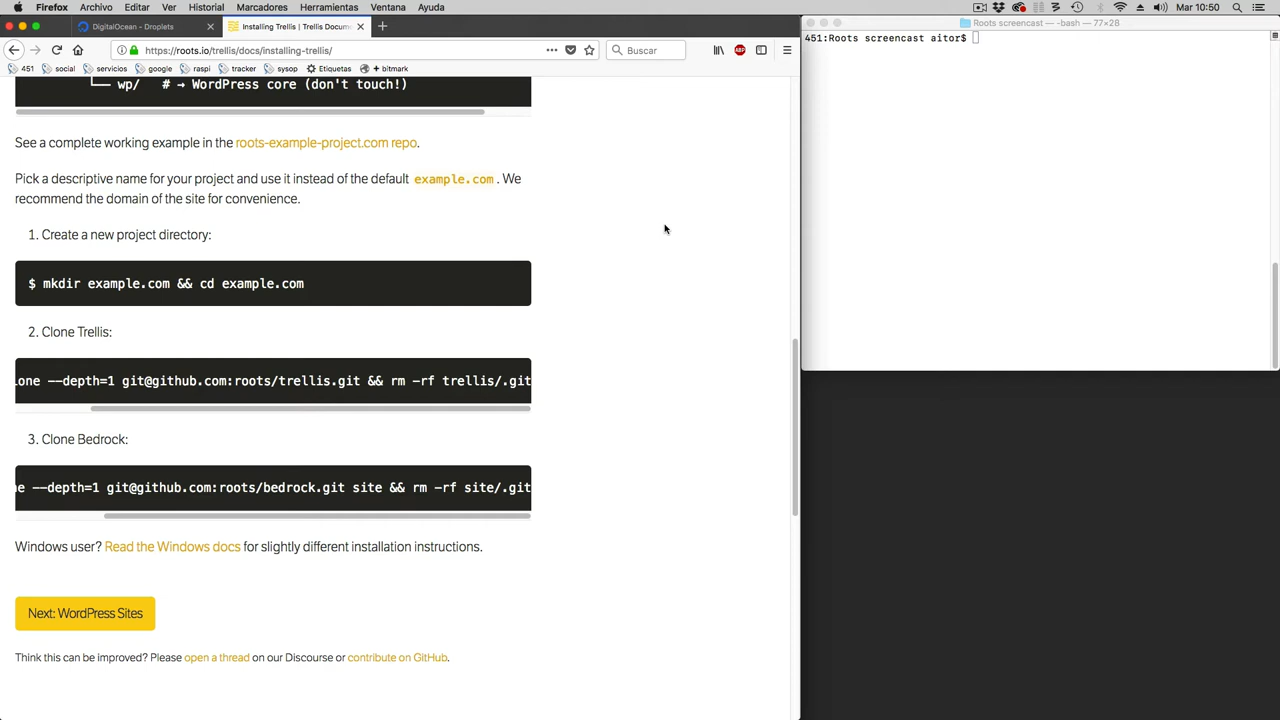 Firefox Archivo Editar Ver Historial Marcadores Herramientas Ventana Ayuda Mar 10:50
DigitalOcean - Droplets Installing Trellis | Trellis Docum
https://roots.io/trellis/docs/installing-trellis/ Buscar ABP
451 social servicios google raspi tracker sysop Etiquetas + bitmark
└── wp/ # → WordPress core (don't touch!)
See a complete working example in the roots-example-project.com repo.
Pick a descriptive name for your project and use it instead of the default example.com. We
recommend the domain of the site for convenience.
1. Create a new project directory:
$ mkdir example.com && cd example.com
2. Clone Trellis:
lone --depth=1 git@github.com:roots/trellis.git && rm -rf trellis/.git
3. Clone Bedrock:
ne --depth=1 git@github.com:roots/bedrock.git site && rm -rf site/.git
Windows user? Read the Windows docs for slightly different installation instructions.
Next: WordPress Sites
Think this can be improved? Please open a thread on our Discourse or contribute on GitHub.
Roots screencast — -bash — 77×28
451:Roots screencast aitor$